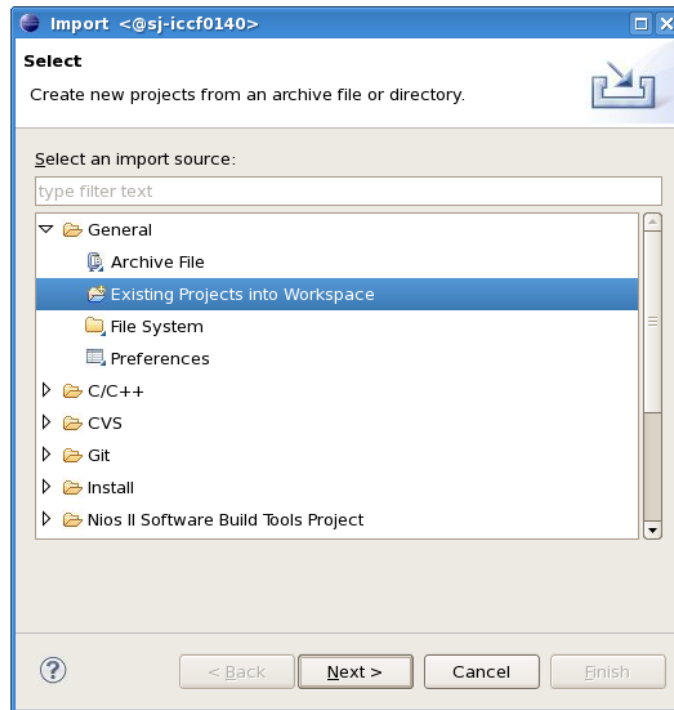 Import <@sj-iccf0140>
Select
Create new projects from an archive file or directory.
Select an import source:
type filter text
General
Archive File
Existing Projects into Workspace
File System
Preferences
C/C++
CVS
Git
Install
Nios II Software Build Tools Project
? < Back Next > Cancel Finish